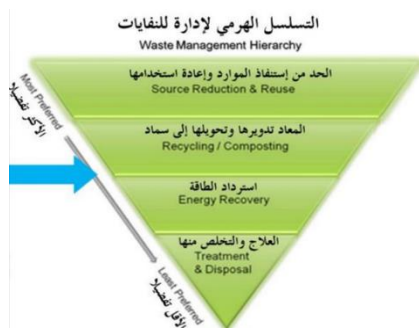 التسلسل الهرمي لإدارة للنفايات
Waste Management Hierarchy
الحد من إستنفاذ الموارد وإعادة استخدامها
Source Reduction & Reuse
المعاد تدويرها وتحويلها إلى سماد
Recycling / Composting
استرداد الطاقة
Energy Recovery
العلاج والتخلص منها
Treatment
& Disposal
Most Preferred
الأكثر تفضيلا
Least Preferred
الأقل تفضيلا